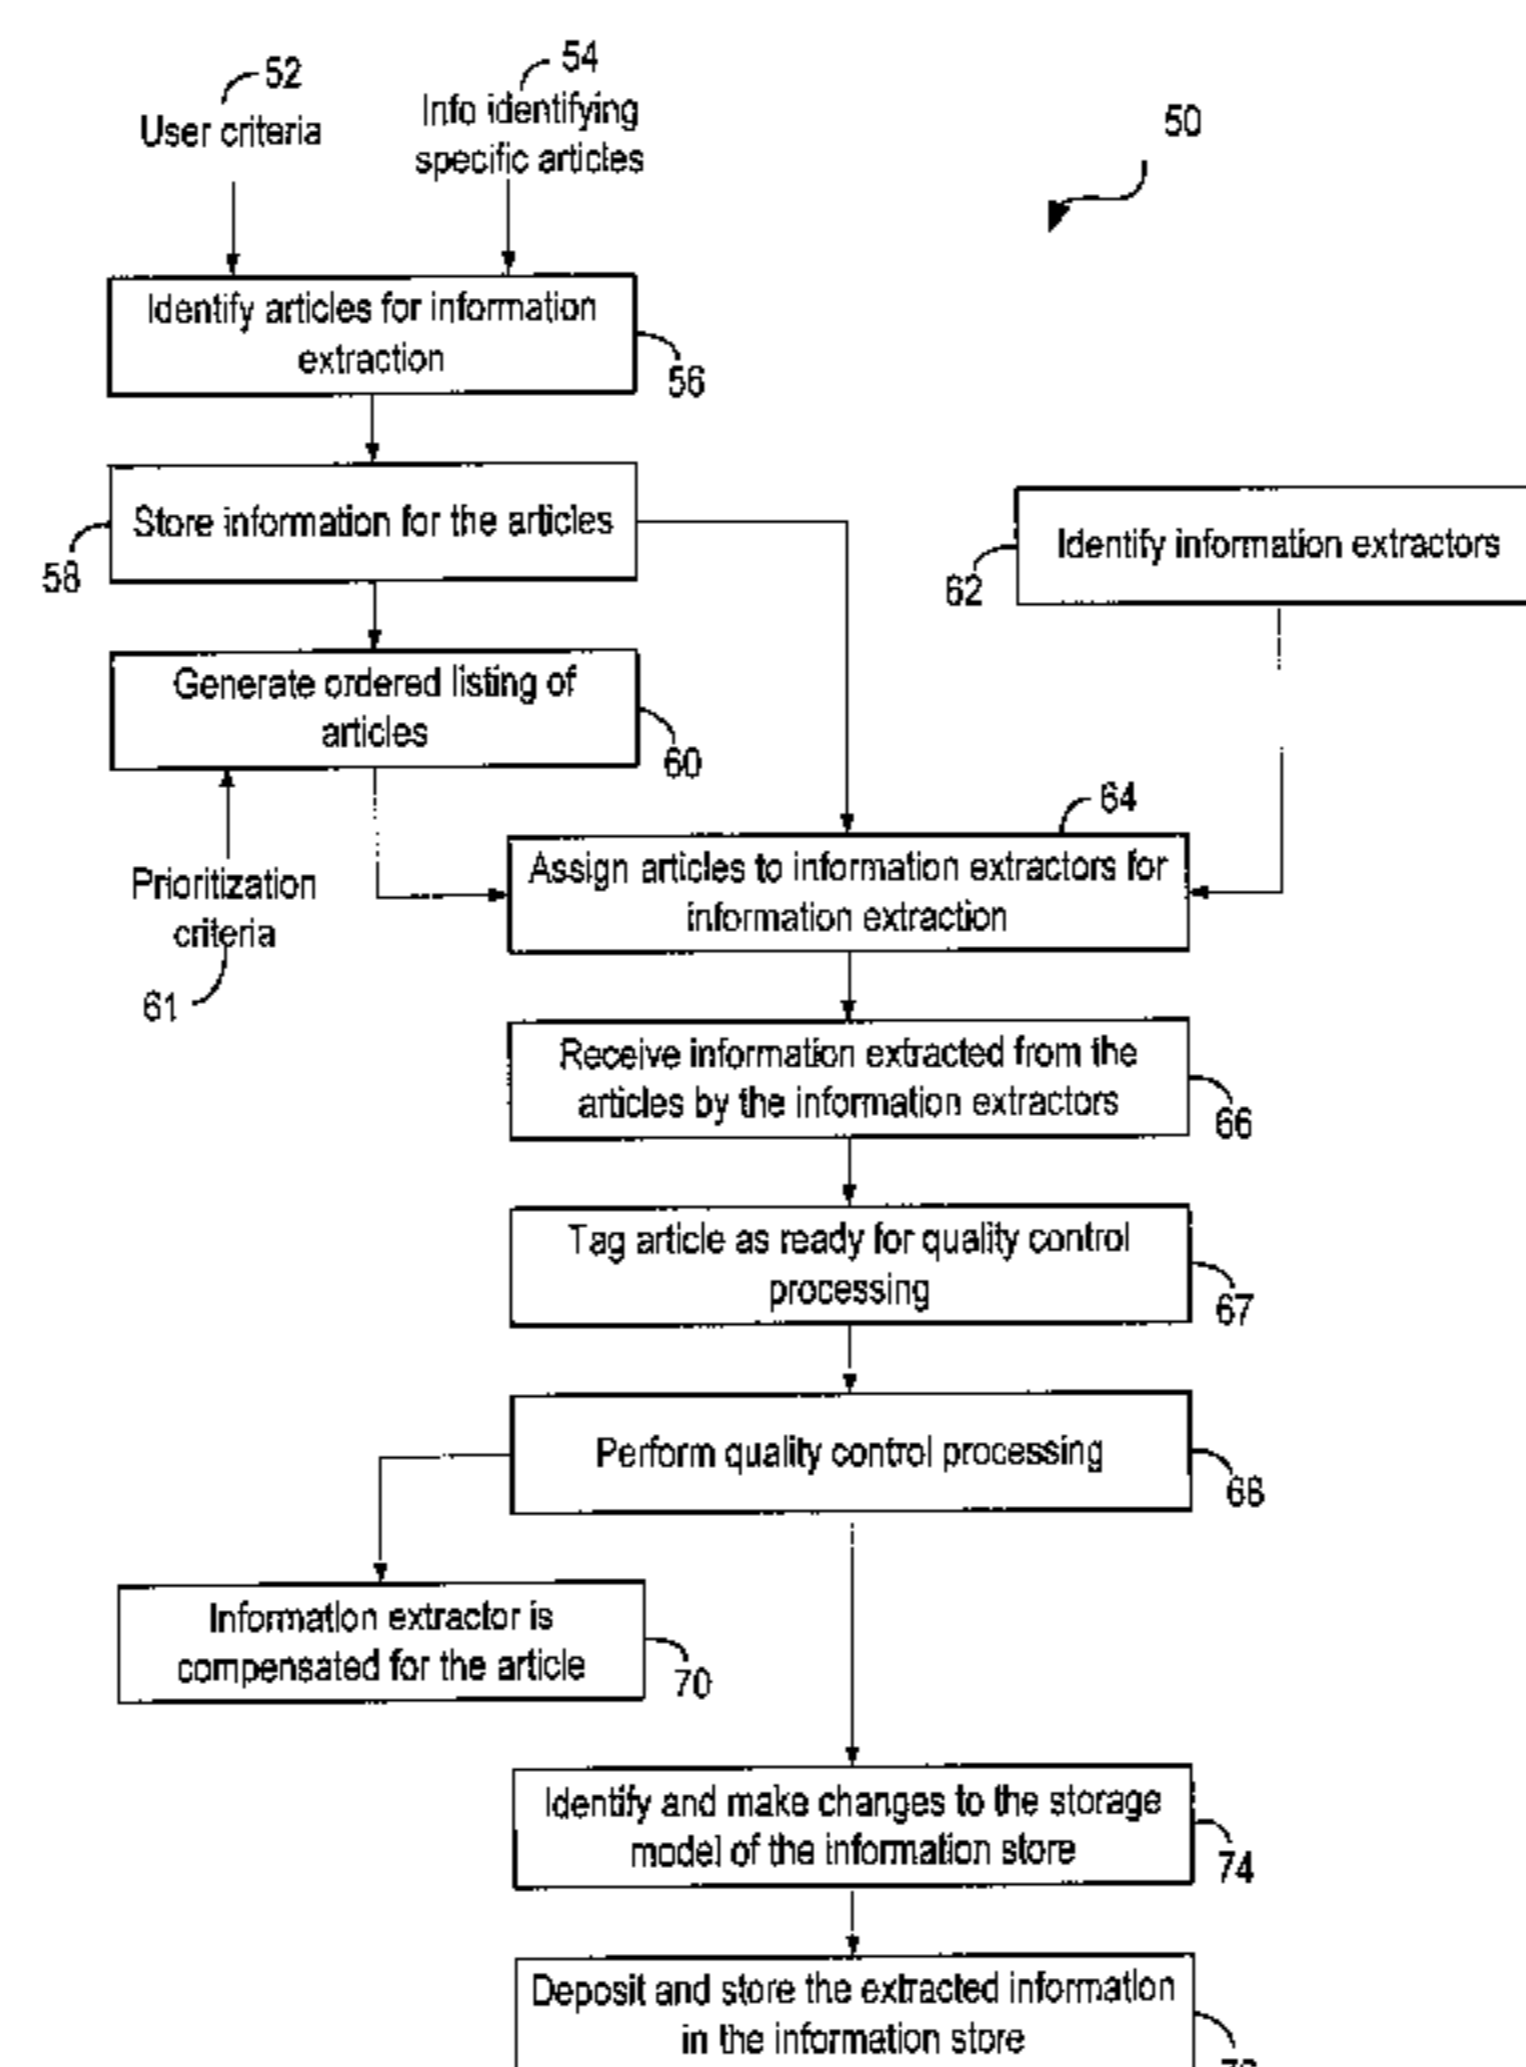 52
User criteria
54
Info identifying
specific articles
50
Identify articles for information
extraction
56
Store information for the articles
58
Identify information extractors
62
Generate ordered listing of
articles
60
Prioritization
criteria
61
64
Assign articles to information extractors for
information extraction
Receive information extracted from the
articles by the information extractors
66
Tag article as ready for quality control
processing
67
Perform quality control processing
68
Information extractor is
compensated for the article
70
Identify and make changes to the storage
model of the information store
74
Deposit and store the extracted information
in the information store